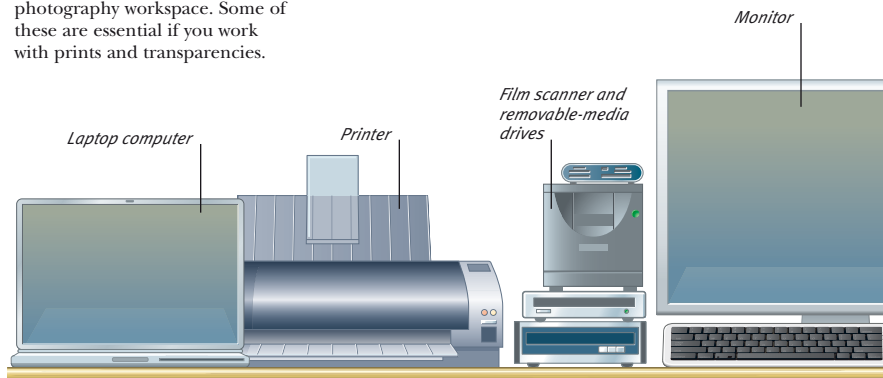 photography workspace. Some of
these are essential if you work
with prints and transparencies.
Monitor
Film scanner and
removable-media
drives
Laptop computer
Printer